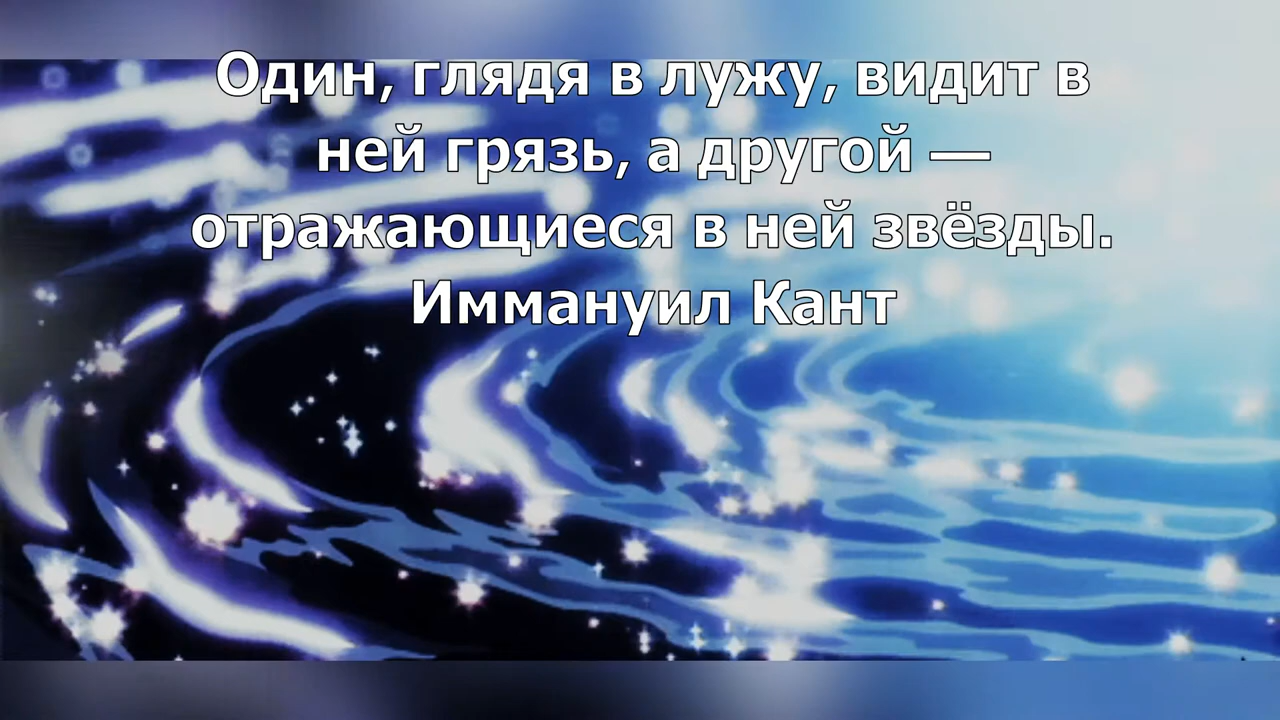 Один, глядя в лужу, видит в
ней грязь, а другой —
отражающиеся в ней звёзды.
Иммануил Кант